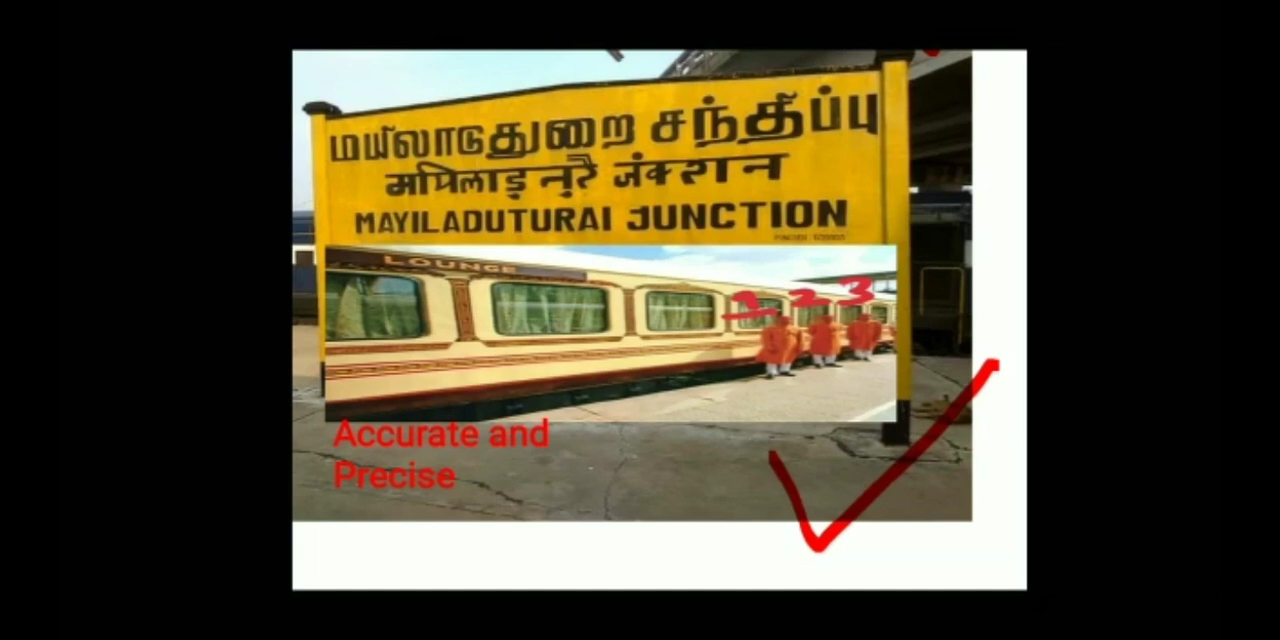 மயிலாடுதுறை சந்திப்பு
मयिलाडुतुरै जंक्शन
MAYILADUTURAI JUNCTION
LOUNGE
1 2 3
Accurate and
Precise